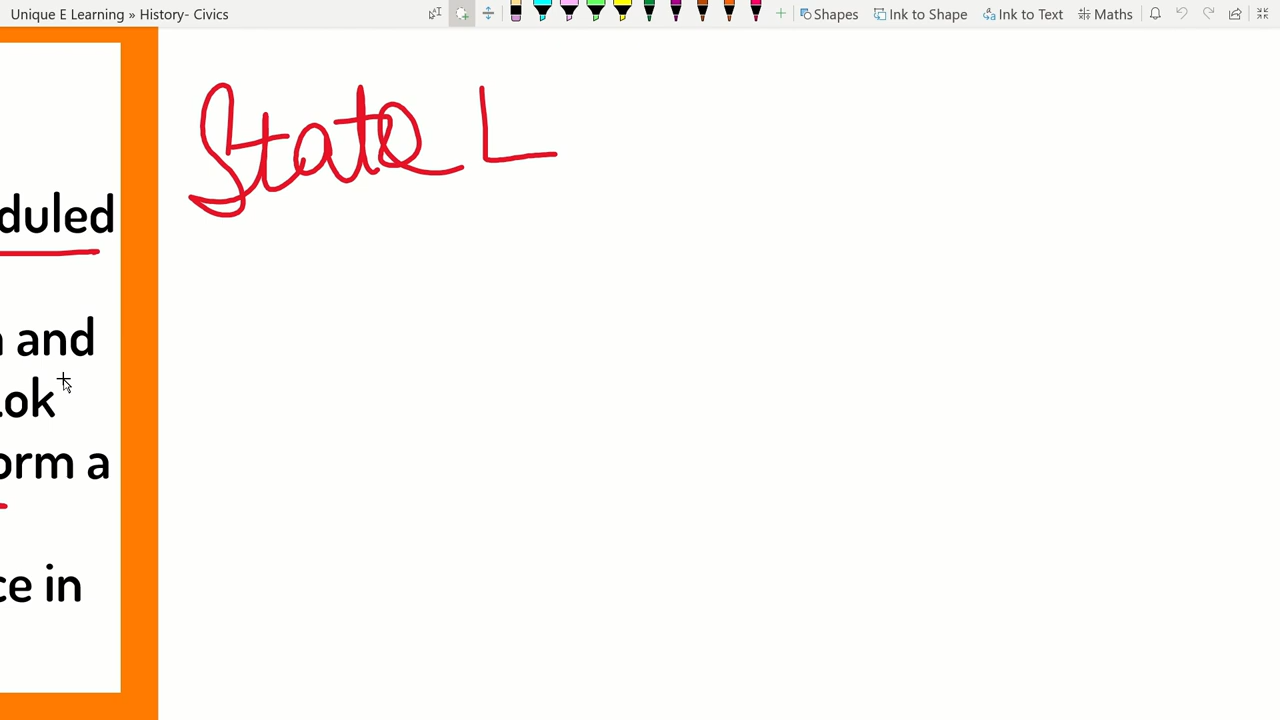 Unique E Learning » History- Civics
Shapes Ink to Shape Ink to Text Maths
State L
duled
and
ok
orm a
ce in